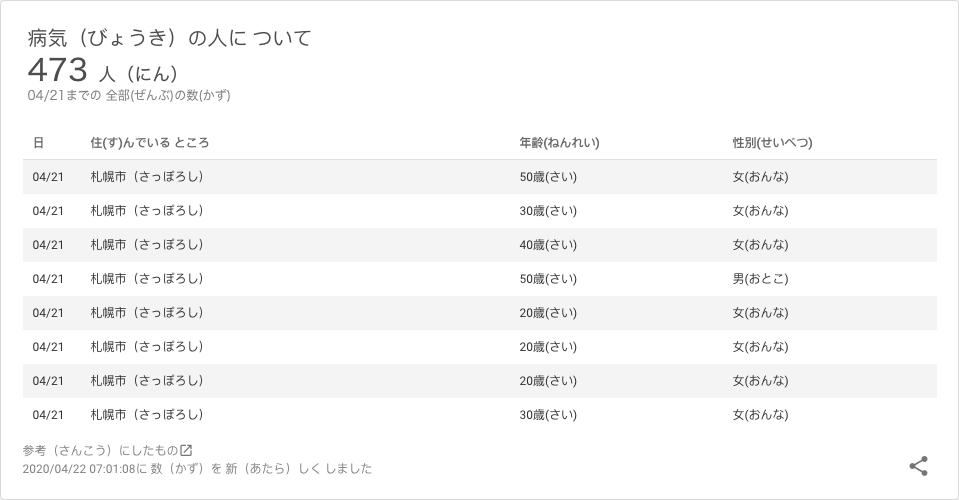 病気（びょうき）の人に ついて
473 人（にん）
04/21までの 全部(ぜんぶ)の数(かず)
日 住(す)んでいる ところ 年齢(ねんれい) 性別(せいべつ)
04/21 札幌市（さっぽろし） 50歳(さい) 女(おんな)
04/21 札幌市（さっぽろし） 30歳(さい) 女(おんな)
04/21 札幌市（さっぽろし） 40歳(さい) 女(おんな)
04/21 札幌市（さっぽろし） 50歳(さい) 男(おとこ)
04/21 札幌市（さっぽろし） 20歳(さい) 女(おんな)
04/21 札幌市（さっぽろし） 20歳(さい) 女(おんな)
04/21 札幌市（さっぽろし） 20歳(さい) 女(おんな)
04/21 札幌市（さっぽろし） 30歳(さい) 女(おんな)
参考（さんこう）にしたもの
2020/04/22 07:01:08に 数（かず）を 新（あたら）しく しました